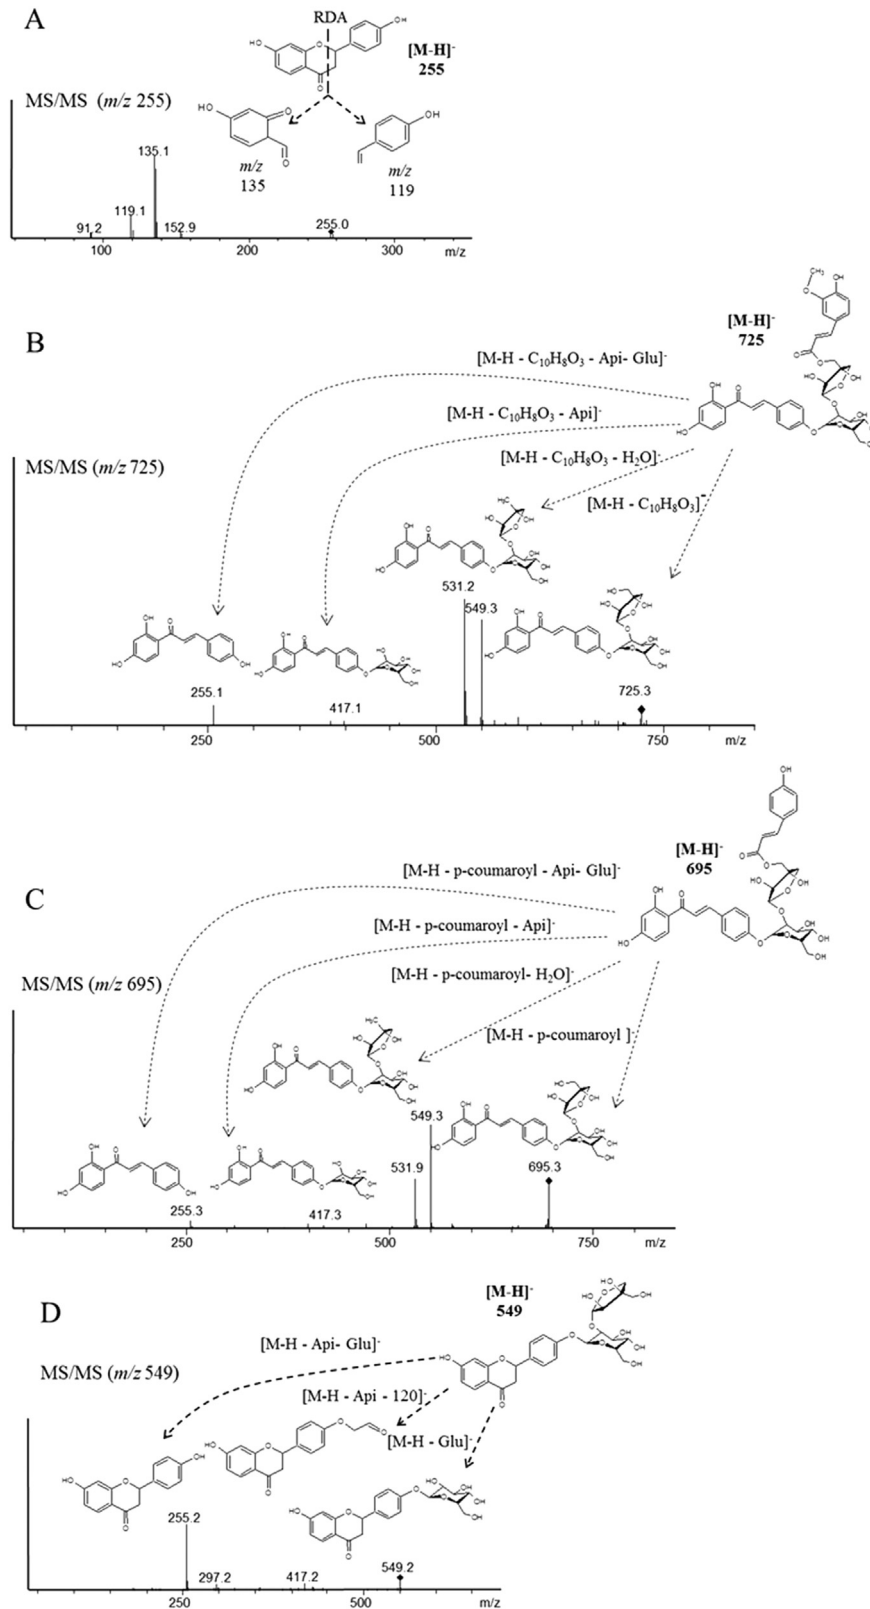 A
RDA
[M-H]-
255
MS/MS (m/z 255)
HO
O
OH
O
HO
O
O
OH
m/z
135
m/z
119
135.1
119.1
91.2
152.9
255.0
100
200
300
m/z
B
[M-H]-
725
[M-H - C10H8O3 - Api- Glu]-
[M-H - C10H8O3 - Api]-
[M-H - C10H8O3 - H2O]-
[M-H - C10H8O3]-
MS/MS (m/z 725)
531.2
549.3
255.1
417.1
725.3
250
500
750
m/z
C
[M-H]-
695
[M-H - p-coumaroyl - Api- Glu]-
[M-H - p-coumaroyl - Api]-
[M-H - p-coumaroyl- H2O]-
[M-H - p-coumaroyl ]-
MS/MS (m/z 695)
549.3
531.9
695.3
255.3
417.3
250
500
750
m/z
D
[M-H]-
549
[M-H - Api- Glu]-
MS/MS (m/z 549)
[M-H - Api - 120]-
[M-H - Glu]-
255.2
297.2
417.2
549.2
250
500
m/z